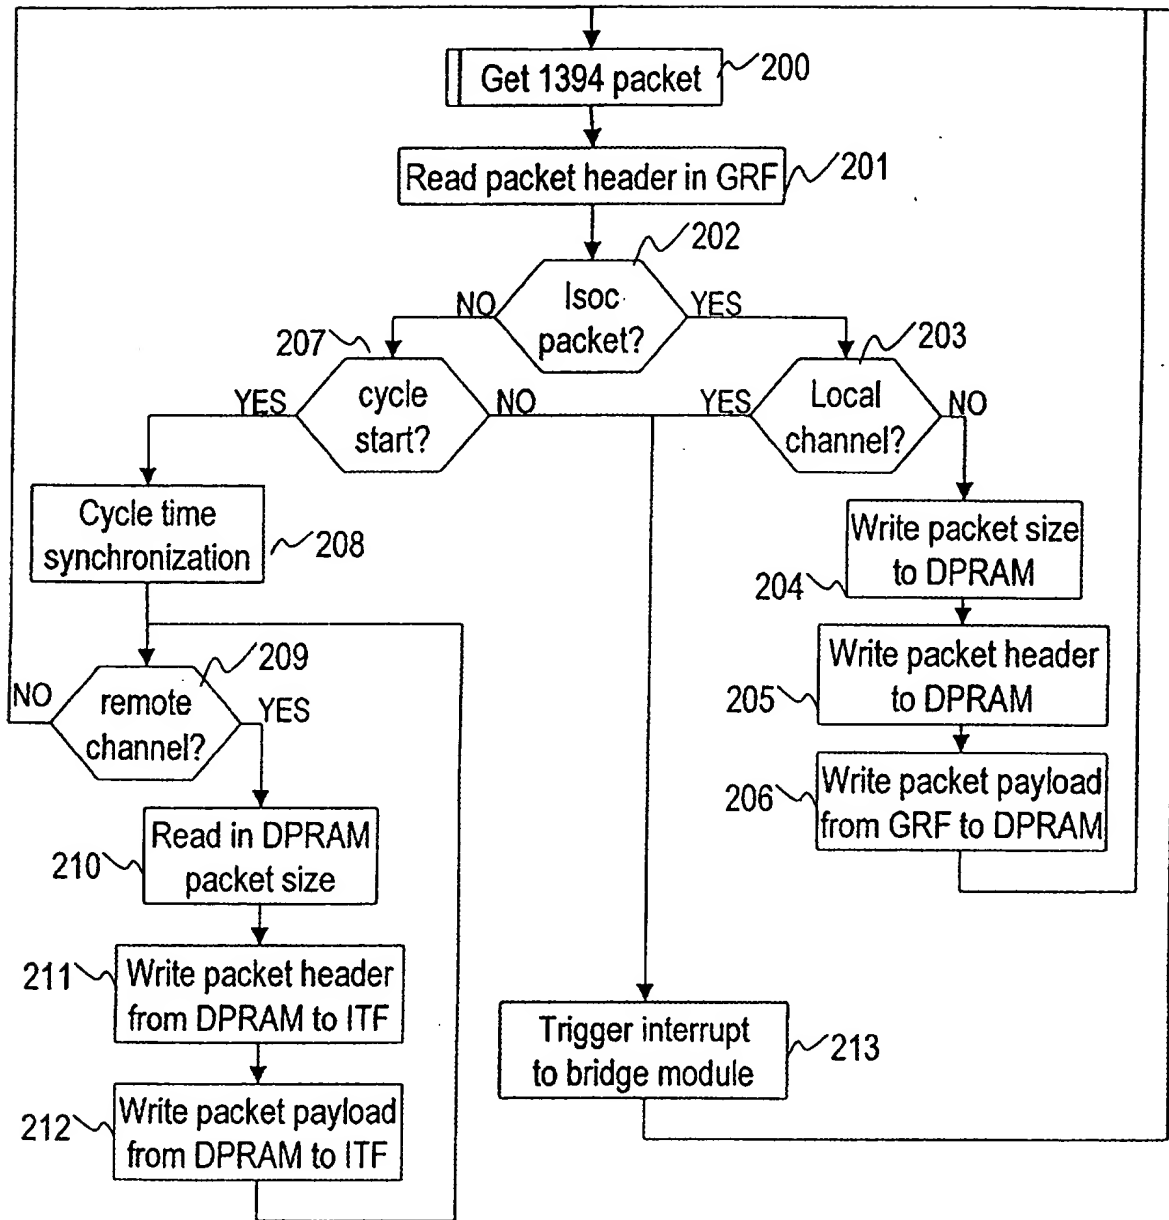 Get 1394 packet
200
Read packet header in GRF
201
202
Isoc
packet?
NO
YES
207
203
cycle
start?
YES
NO
Local
channel?
YES
NO
Cycle time
synchronization
208
Write packet size
to DPRAM
204
Write packet header
to DPRAM
205
209
remote
channel?
NO
YES
Write packet payload
from GRF to DPRAM
206
Read in DPRAM
packet size
210
Write packet header
from DPRAM to ITF
211
Trigger interrupt
to bridge module
213
Write packet payload
from DPRAM to ITF
212